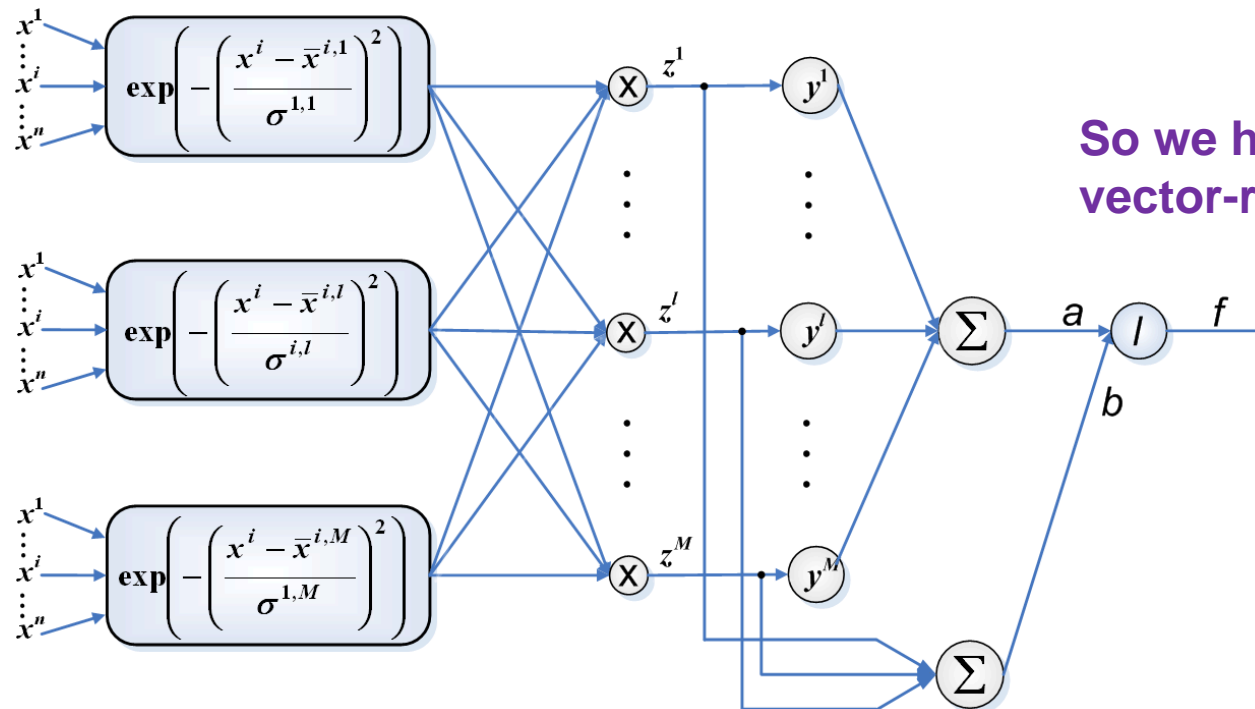 x^1
x^i
x^n
exp(-((x^i - x̄^{i,1})/σ^{1,1})^2)
X
z^1
y^1
So we h
vector-r
x^1
x^i
x^n
exp(-((x^i - x̄^{i,l})/σ^{i,l})^2)
X
z^l
y^l
Σ
a
/
f
b
x^1
x^i
x^n
exp(-((x^i - x̄^{i,M})/σ^{1,M})^2)
X
z^M
y^M
Σ